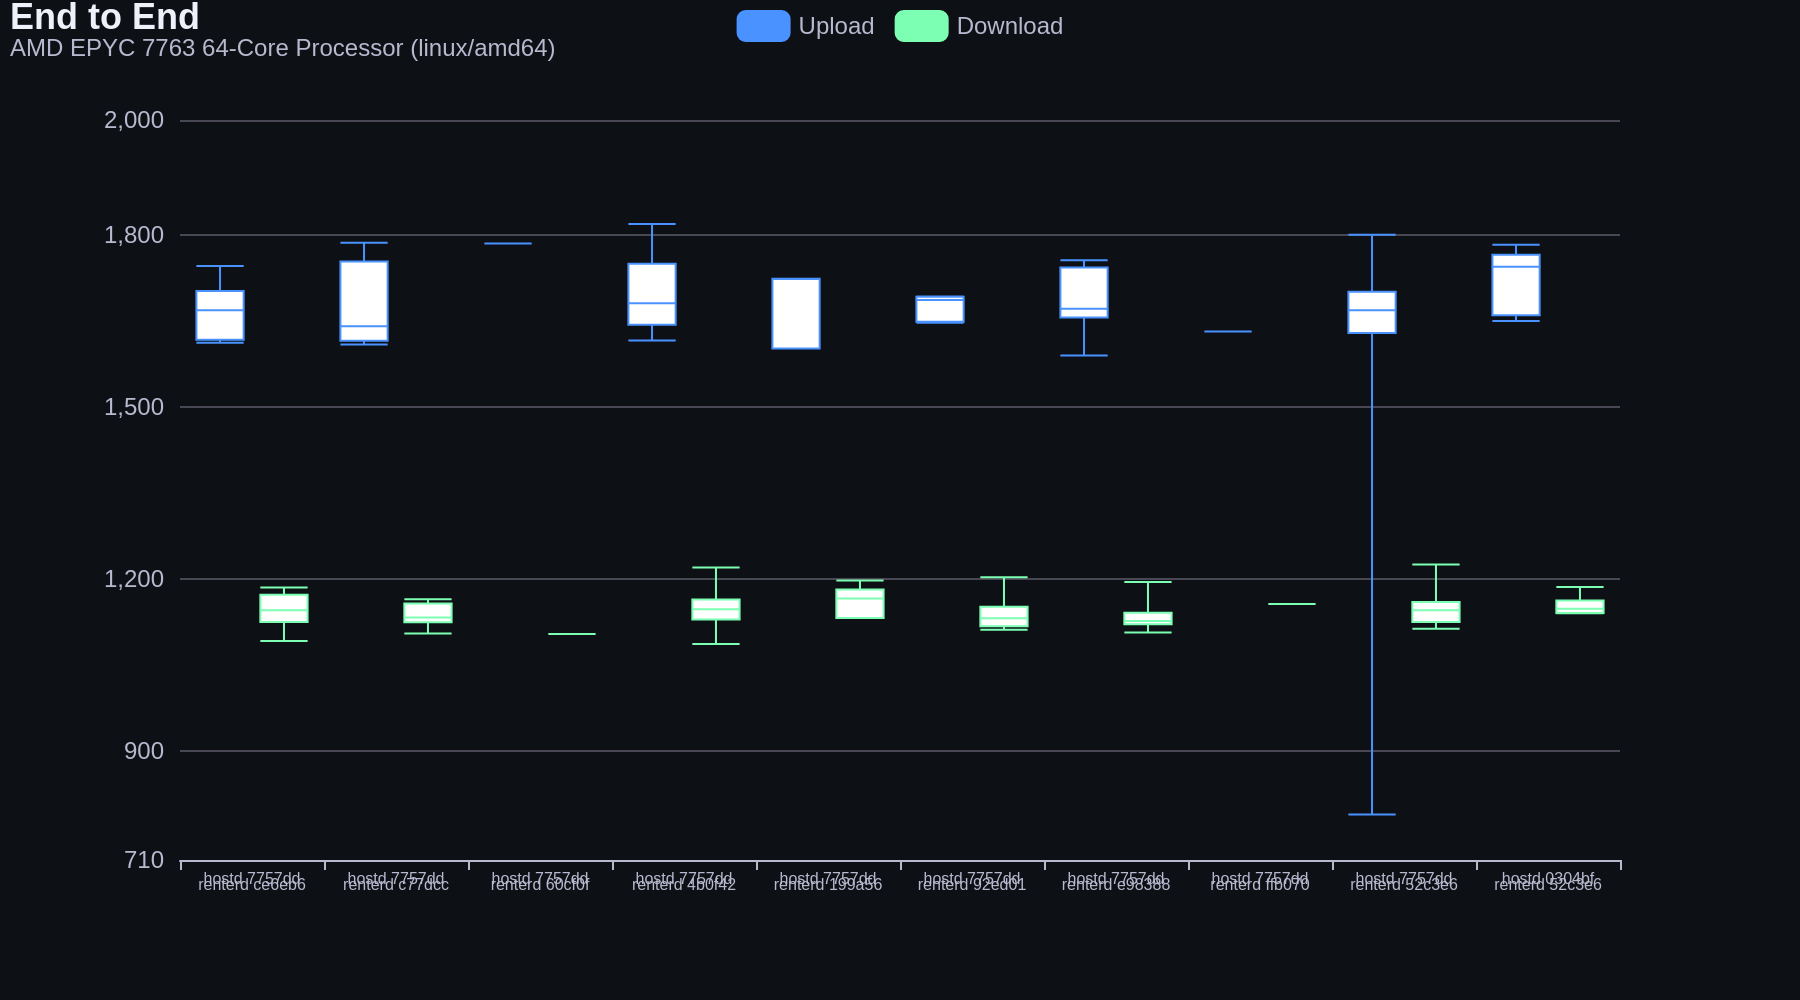 End to End
AMD EPYC 7763 64-Core Processor (linux/amd64)
Upload
Download
2,000
1,800
1,500
1,200
900
710
hostd 7757dd
renterd ce6eb6
hostd 7757dd
renterd c77dcc
hostd 7757dd
renterd 60cf0f
hostd 7757dd
renterd 4b0f42
hostd 7757dd
renterd 199a56
hostd 7757dd
renterd 92ed01
hostd 7757dd
renterd e98388
hostd 7757dd
renterd ffb070
hostd 7757dd
renterd 52c3e6
hostd 0304bf
renterd 52c3e6